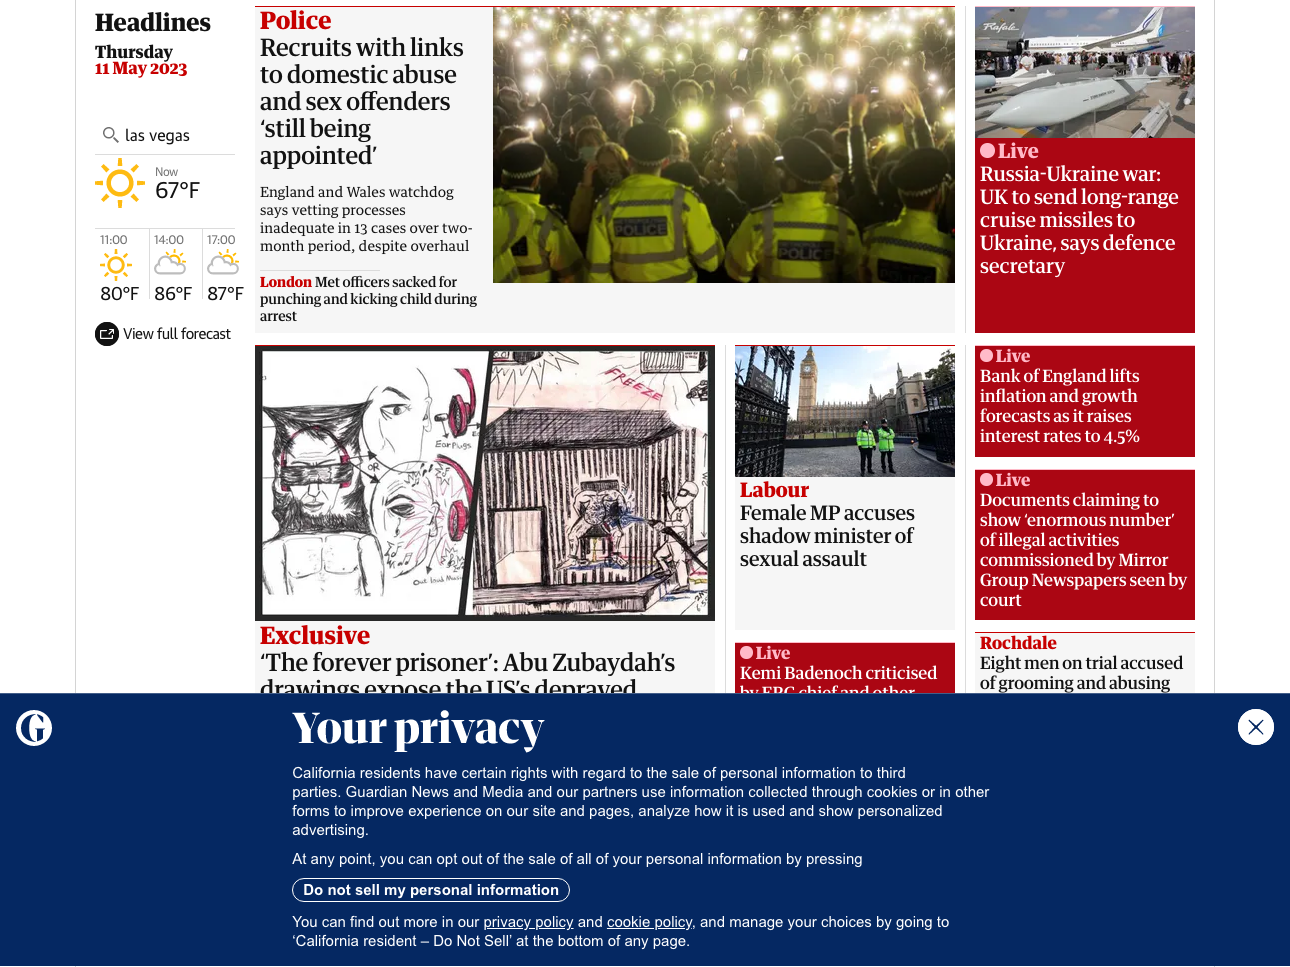 Headlines
Thursday
11 May 2023
las vegas
Now
67°F
11:00
14:00
17:00
80°F
86°F
87°F
View full forecast
Police
Recruits with links
to domestic abuse
and sex offenders
‘still being
appointed’
England and Wales watchdog
says vetting processes
inadequate in 13 cases over two-
month period, despite overhaul
London Met officers sacked for
punching and kicking child during
arrest
POLICE
POLICE
Rafale
Live
Russia-Ukraine war:
UK to send long-range
cruise missiles to
Ukraine, says defence
secretary
FREEZE
Ear Plugs
OR
Out loud Music
Exclusive
‘The forever prisoner’: Abu Zubaydah’s
drawings expose the US’s depraved
Labour
Female MP accuses
shadow minister of
sexual assault
Live
Kemi Badenoch criticised
by ERG chief and other
Live
Bank of England lifts
inflation and growth
forecasts as it raises
interest rates to 4.5%
Live
Documents claiming to
show ‘enormous number’
of illegal activities
commissioned by Mirror
Group Newspapers seen by
court
Rochdale
Eight men on trial accused
of grooming and abusing
G
Your privacy
California residents have certain rights with regard to the sale of personal information to third
parties. Guardian News and Media and our partners use information collected through cookies or in other
forms to improve experience on our site and pages, analyze how it is used and show personalized
advertising.
At any point, you can opt out of the sale of all of your personal information by pressing
Do not sell my personal information
You can find out more in our privacy policy and cookie policy, and manage your choices by going to
‘California resident – Do Not Sell’ at the bottom of any page.